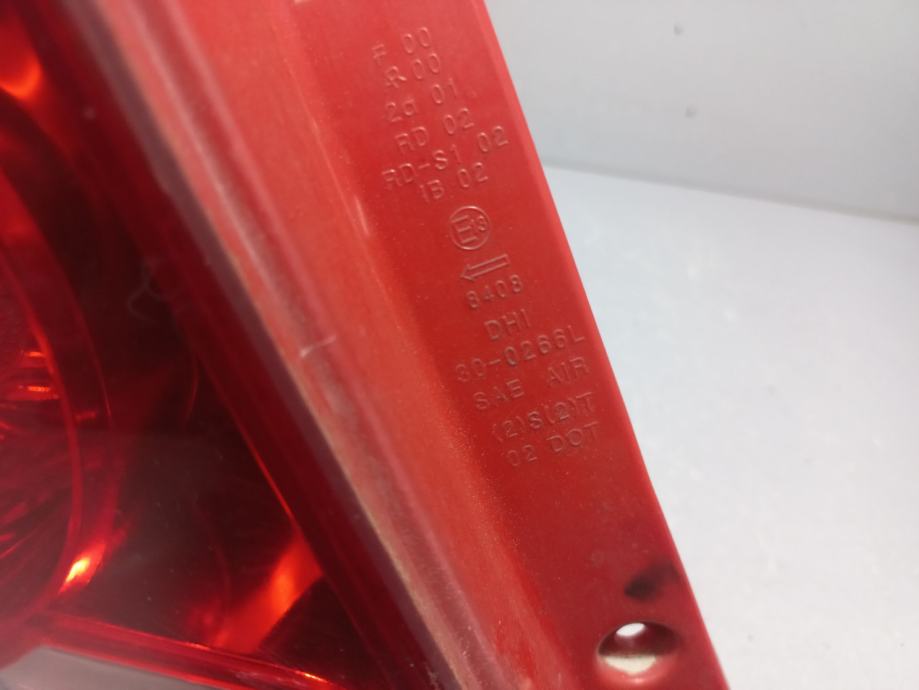 F 00
R 00
2a 01
RD 02
RD-S1 02
IB 02
E13
8408
DHI
30-0266L
SAE AIR
(2)S(2)T
02 DOT